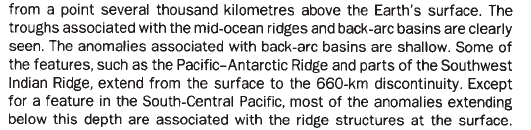 from a point several thousand kilometres above the Earth's surface. The
troughs associated with the mid-ocean ridges and back-arc basins are clearly
seen. The anomalies associated with back-arc basins are shallow. Some of
the features, such as the Pacific–Antarctic Ridge and parts of the Southwest
Indian Ridge, extend from the surface to the 660-km discontinuity. Except
for a feature in the South-Central Pacific, most of the anomalies extending
below this depth are associated with the ridge structures at the surface.